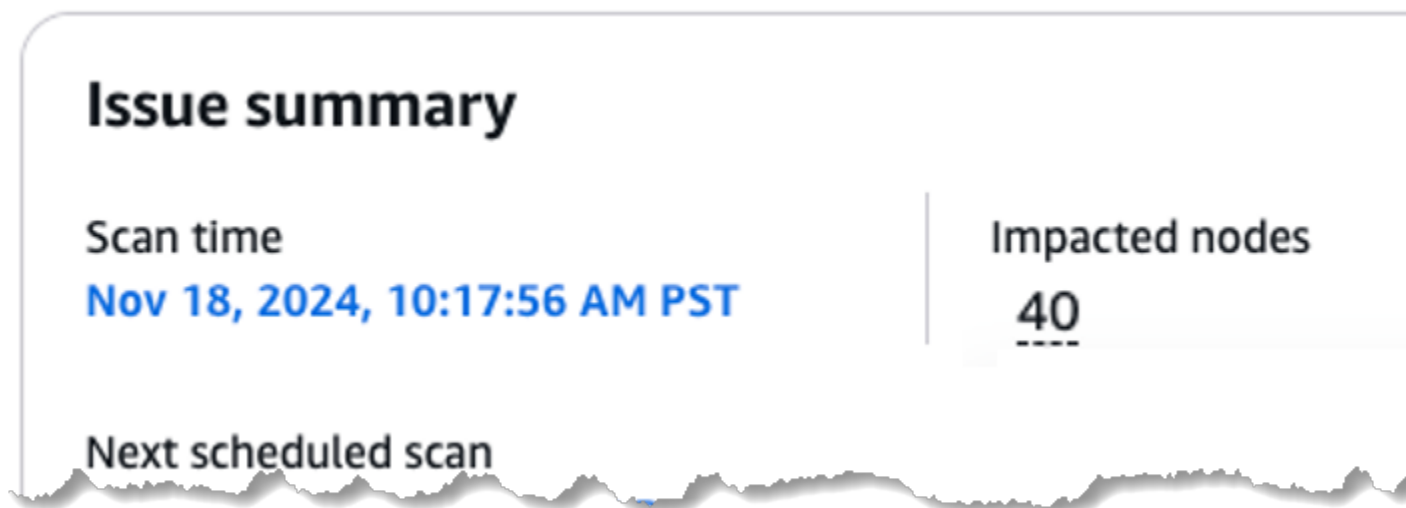 Issue summary
Scan time
Nov 18, 2024, 10:17:56 AM PST
Impacted nodes
40
Next scheduled scan